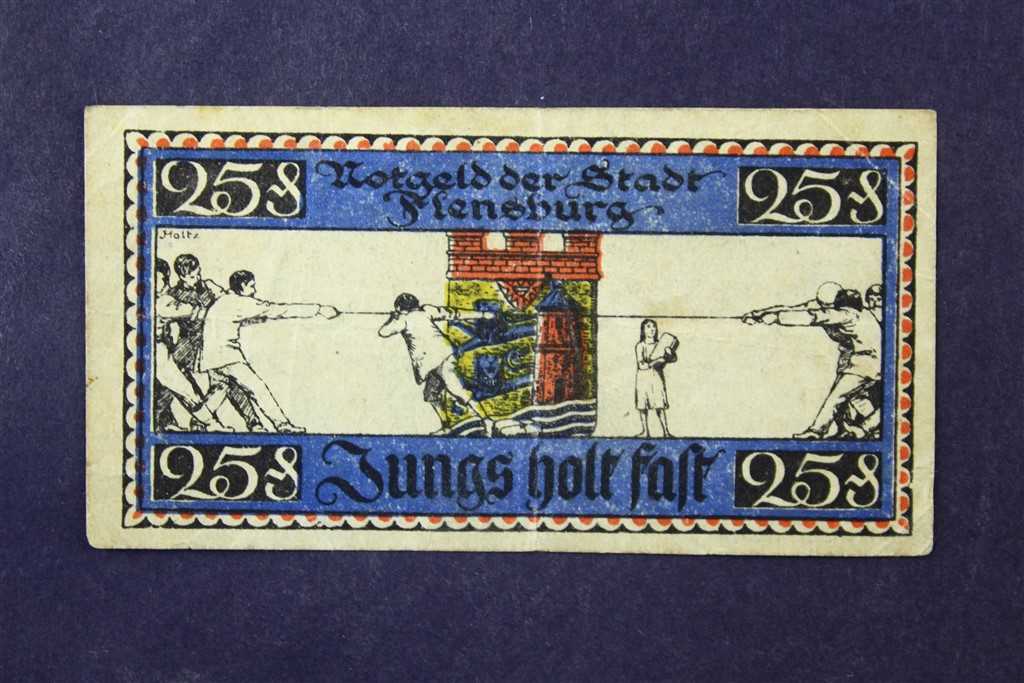 25₰ Notgeld der Stadt 25₰
Flensburg
Holtz
25₰ Jungs holt fast 25₰